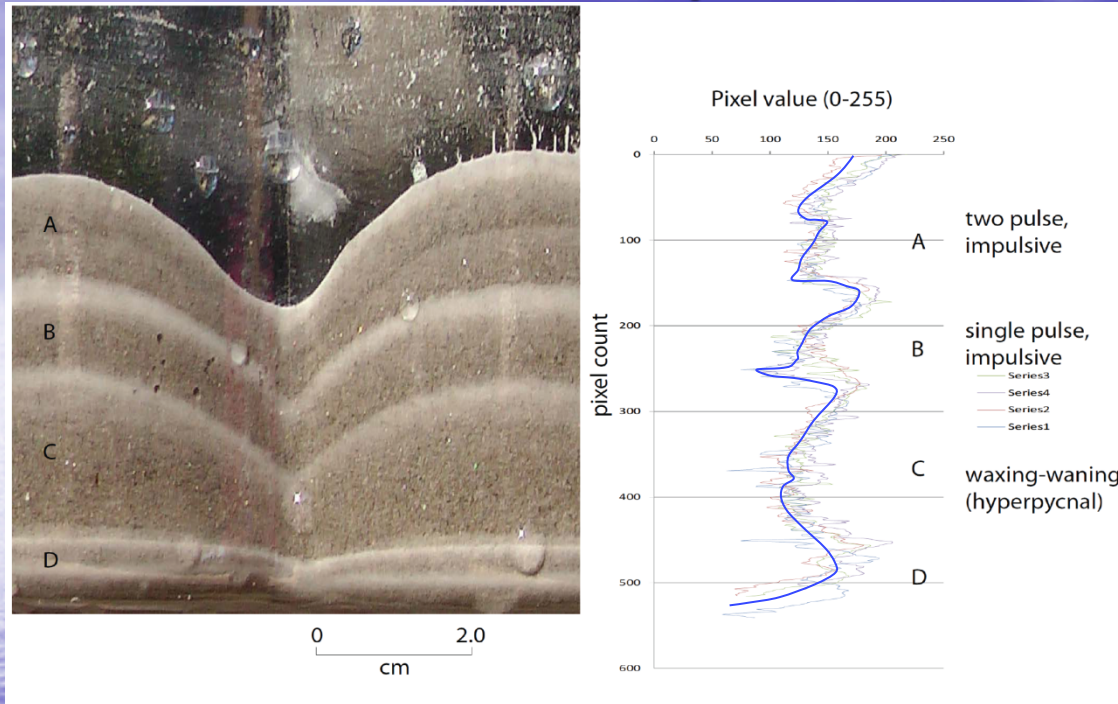 A
B
C
D
0 2.0
cm
Pixel value (0-255)
0 50 100 150 200 250
pixel count
0
100
200
300
400
500
600
A
two pulse,
impulsive
B
single pulse,
impulsive
Series3
Series4
Series2
Series1
C
waxing-waning
(hyperpycnal)
D